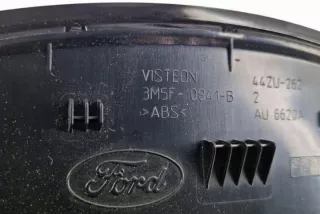 VISTEON
3M5F-10841-B
>ABS<
44ZU-262
2
AU 6620A
Ford